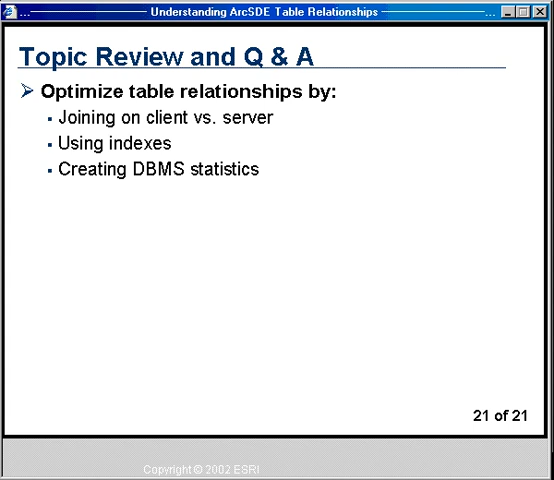 ... Understanding ArcSDE Table Relationships ...
Topic Review and Q & A
Optimize table relationships by:
Joining on client vs. server
Using indexes
Creating DBMS statistics
21 of 21
Copyright © 2002 ESRI